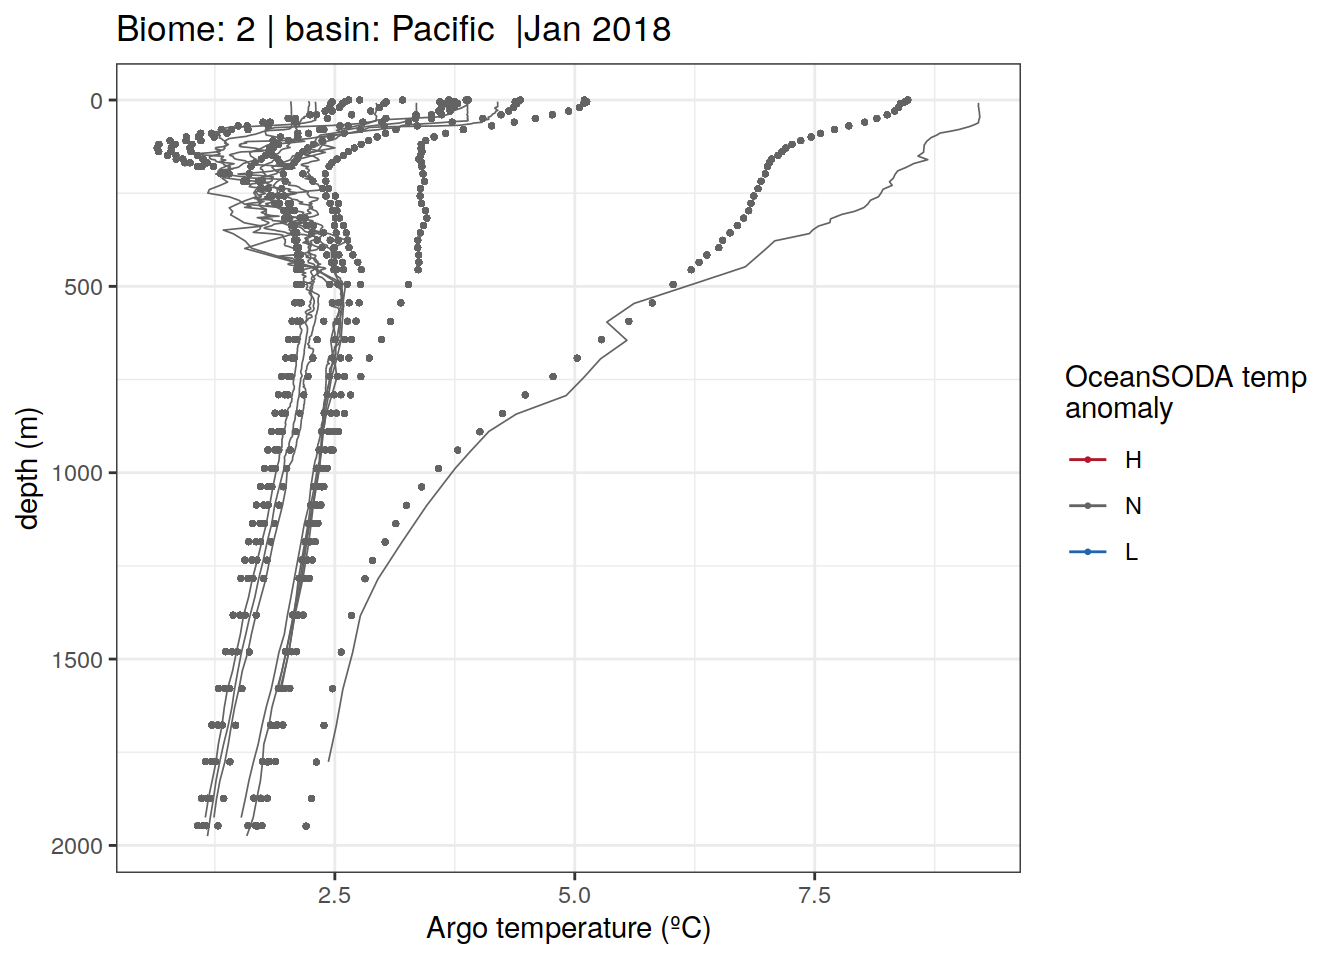 Biome: 2 | basin: Pacific  |Jan 2018
0
500
1000
1500
2000
depth (m)
2.5
5.0
7.5
Argo temperature (ºC)
OceanSODA temp
anomaly
H
N
L